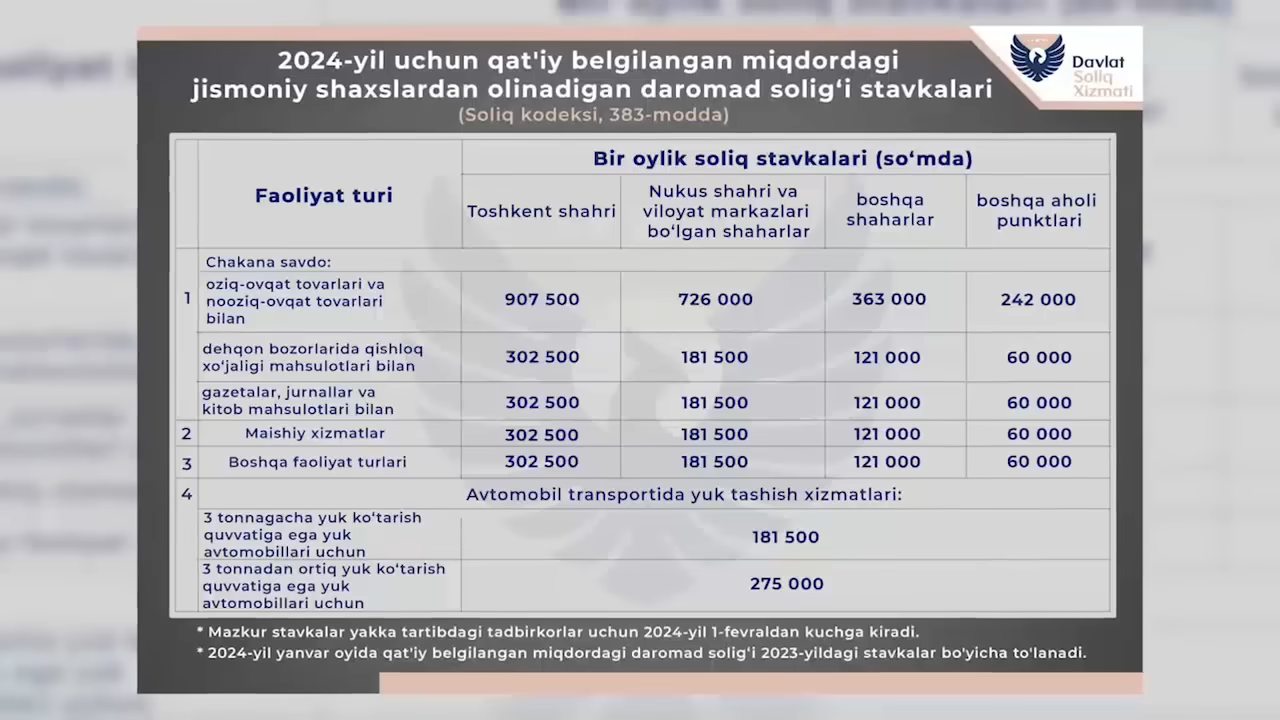 2024-yil uchun qat'iy belgilangan miqdordagi
jismoniy shaxslardan olinadigan daromad solig‘i stavkalari
(Soliq kodeksi, 383-modda)
Davlat
Soliq
Xizmati
Faoliyat turi
Bir oylik soliq stavkalari (so‘mda)
Toshkent shahri
Nukus shahri va
viloyat markazlari
bo‘lgan shaharlar
boshqa
shaharlar
boshqa aholi
punktlari
1
Chakana savdo:
oziq-ovqat tovarlari va
nooziq-ovqat tovarlari
bilan
907 500
726 000
363 000
242 000
dehqon bozorlarida qishloq
xo‘jaligi mahsulotlari bilan
302 500
181 500
121 000
60 000
gazetalar, jurnallar va
kitob mahsulotlari bilan
302 500
181 500
121 000
60 000
2
Maishiy xizmatlar
302 500
181 500
121 000
60 000
3
Boshqa faoliyat turlari
302 500
181 500
121 000
60 000
4
Avtomobil transportida yuk tashish xizmatlari:
3 tonnagacha yuk ko‘tarish
quvvatiga ega yuk
avtomobillari uchun
181 500
3 tonnadan ortiq yuk ko‘tarish
quvvatiga ega yuk
avtomobillari uchun
275 000
* Mazkur stavkalar yakka tartibdagi tadbirkorlar uchun 2024-yil 1-fevraldan kuchga kiradi.
* 2024-yil yanvar oyida qat'iy belgilangan miqdordagi daromad solig‘i 2023-yildagi stavkalar bo'yicha to'lanadi.